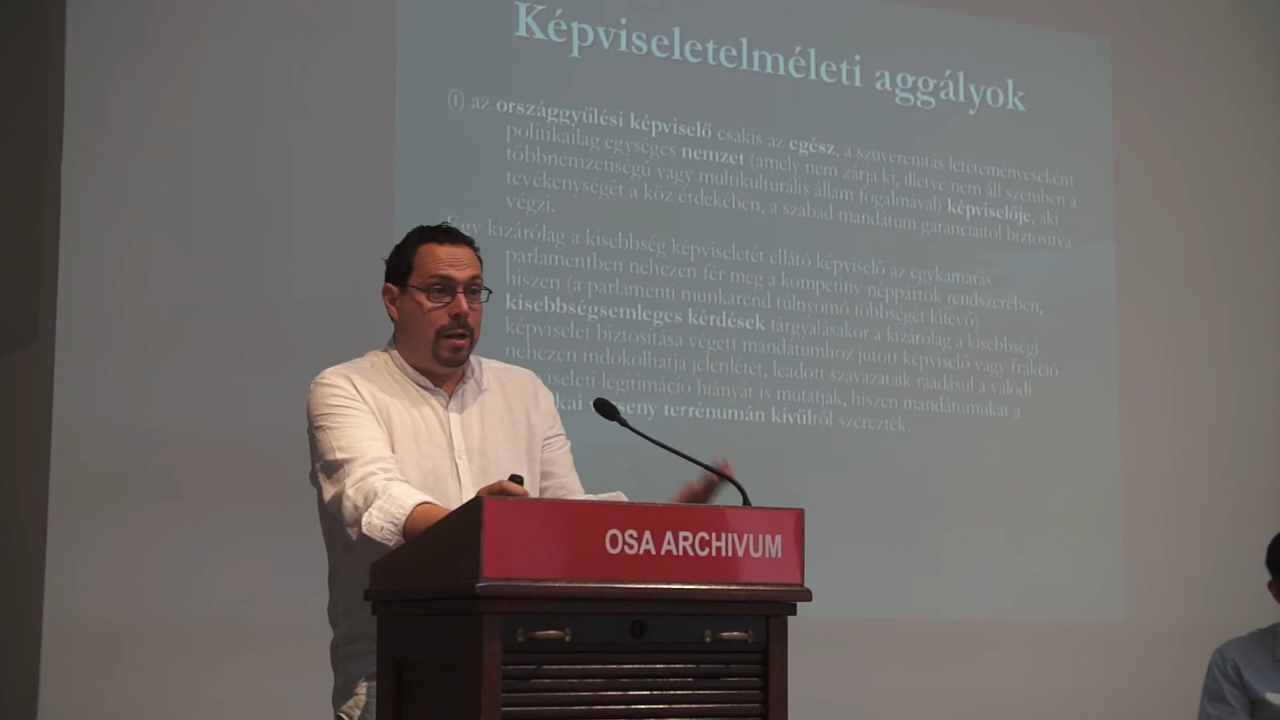 Képviseletelméleti aggályok
(i) az országgyűlési képviselő csakis az egész, a szuverenitás letéteményeseként
politikailag egységes nemzet (amely nem zárja ki, illetve nem áll szemben a
többnemzetiségű vagy multikulturális állam fogalmával) képviselője, aki
tevékenységét a köz érdekében, a szabad mandátum garanciáitól biztosítva
végzi.
Egy kizárólag a kisebbség képviseletét ellátó képviselő az egykamarás
parlamentben nehezen fér meg a kompetitív néppártok rendszerében,
hiszen (a parlamenti munkarend túlnyomó többségét kitevő)
kisebbségsemleges kérdések tárgyalásakor a kizárólag a kisebbségi
képviselet biztosítása végett mandátumhoz jutott képviselő vagy frakció
nehezen indokolhatja jelenlétét, leadott szavazataik ráadásul a valódi
viseleti legitimáció hiányát is mutatják, hiszen mandátumukat a
kai seny terrénumán kívülről szerezték.
OSA ARCHIVUM